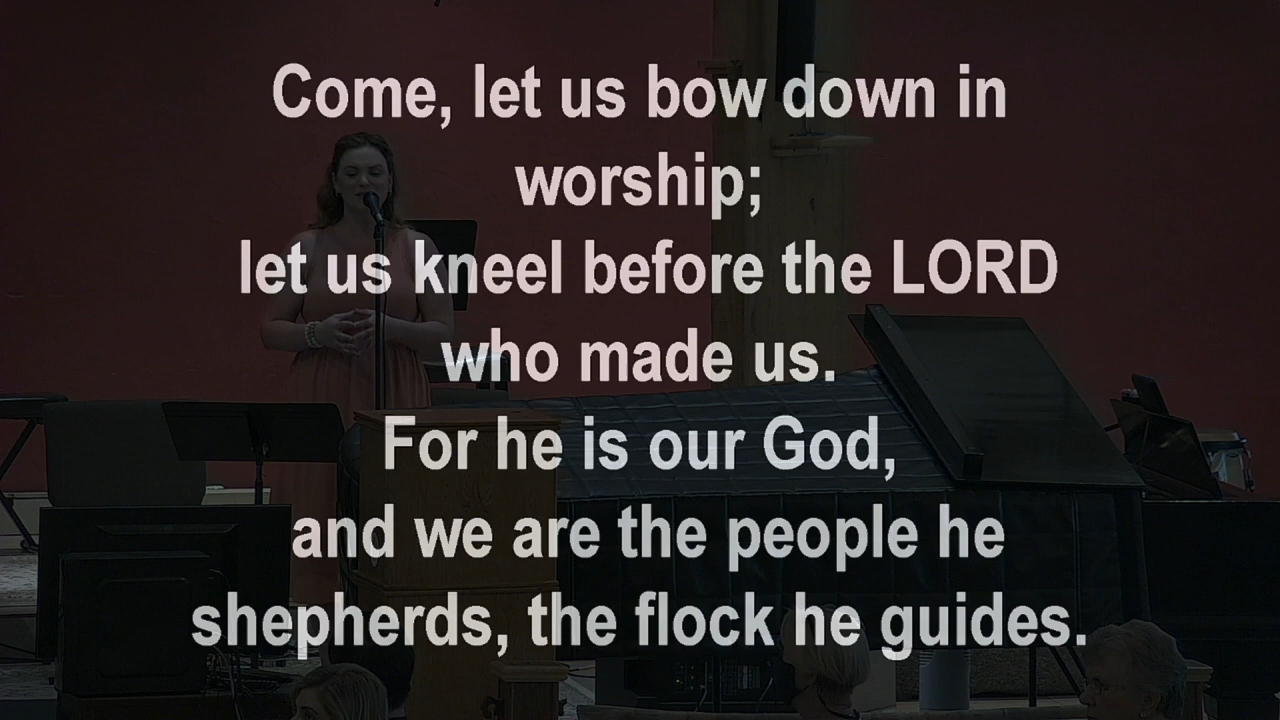 Come, let us bow down in
worship;
let us kneel before the LORD
who made us.
For he is our God,
and we are the people he
shepherds, the flock he guides.